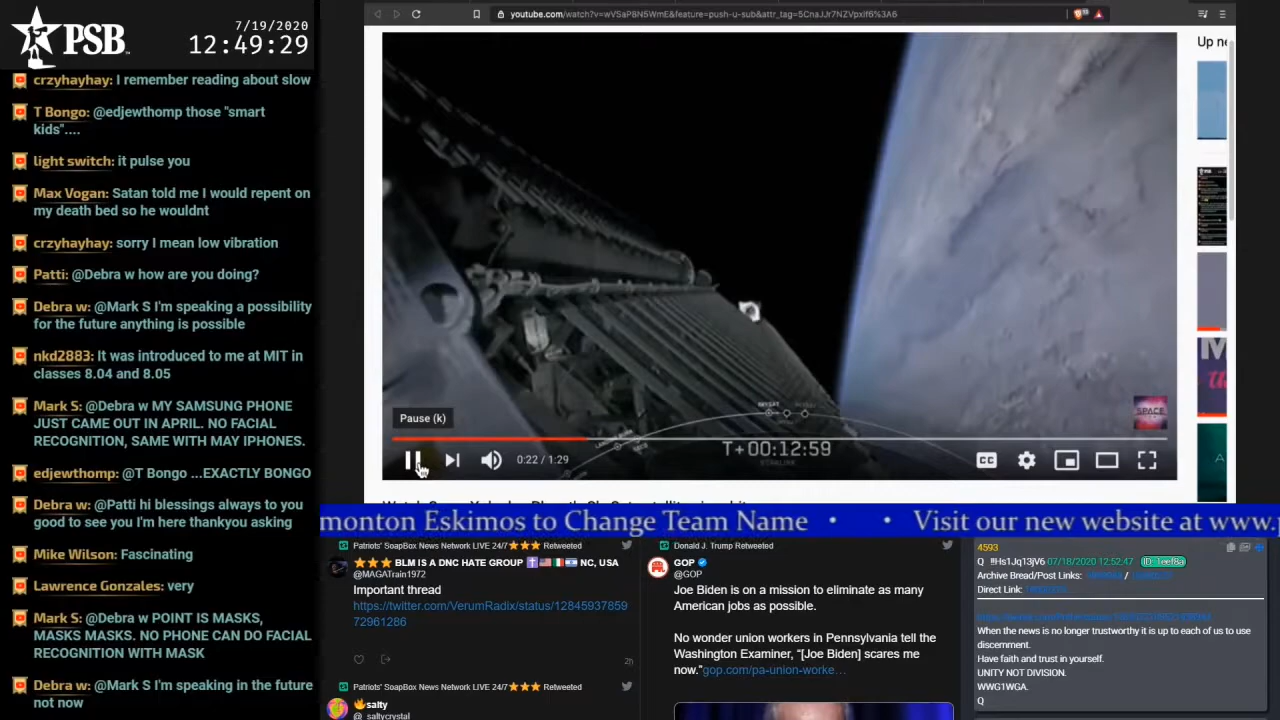 PSB
7/19/2020
12:49:29
crzyhayhay: I remember reading about slow
T Bongo: @edjewthomp those "smart
kids"....
light switch: it pulse you
Max Vogan: Satan told me I would repent on
my death bed so he wouldnt
crzyhayhay: sorry I mean low vibration
Patti: @Debra w how are you doing?
Debra w: @Mark S I'm speaking a possibility
for the future anything is possible
nkd2883: It was introduced to me at MIT in
classes 8.04 and 8.05
Mark S: @Debra w MY SAMSUNG PHONE
JUST CAME OUT IN APRIL. NO FACIAL
RECOGNITION, SAME WITH MAY IPHONES.
edjewthomp: @T Bongo ...EXACTLY BONGO
Debra w: @Patti hi blessings always to you
good to see you I'm here thankyou asking
Mike Wilson: Fascinating
Lawrence Gonzales: very
Mark S: @Debra w POINT IS MASKS,
MASKS MASKS. NO PHONE CAN DO FACIAL
RECOGNITION WITH MASK
Debra w: @Mark S I'm speaking in the future
not now
Up ne
Pause (k)
0:22 / 1:29
T+00:12:59
STARLINK
SPACE
CC
monton Eskimos to Change Team Name • • Visit our new website at www.
Patriots' SoapBox News Network LIVE 24/7 Retweeted
BLM IS A DNC HATE GROUP NC, USA
@MAGATrain1972
Important thread
https://twitter.com/VerumRadix/status/12845937859
72961286
2h
Patriots' SoapBox News Network LIVE 24/7 Retweeted
salty
@_saltycrystal
Donald J. Trump Retweeted
GOP
@GOP
Joe Biden is on a mission to eliminate as many
American jobs as possible.
No wonder union workers in Pennsylvania tell the
Washington Examiner, “[Joe Biden] scares me
now.”gop.com/pa-union-worke…
4593
Q !!Hs1Jq13jV6 07/18/2020 12:52:47
Archive Bread/Post Links: /
Direct Link:
When the news is no longer trustworthy it is up to each of us to use
discernment.
Have faith and trust in yourself.
UNITY NOT DIVISION.
WWG1WGA.
Q